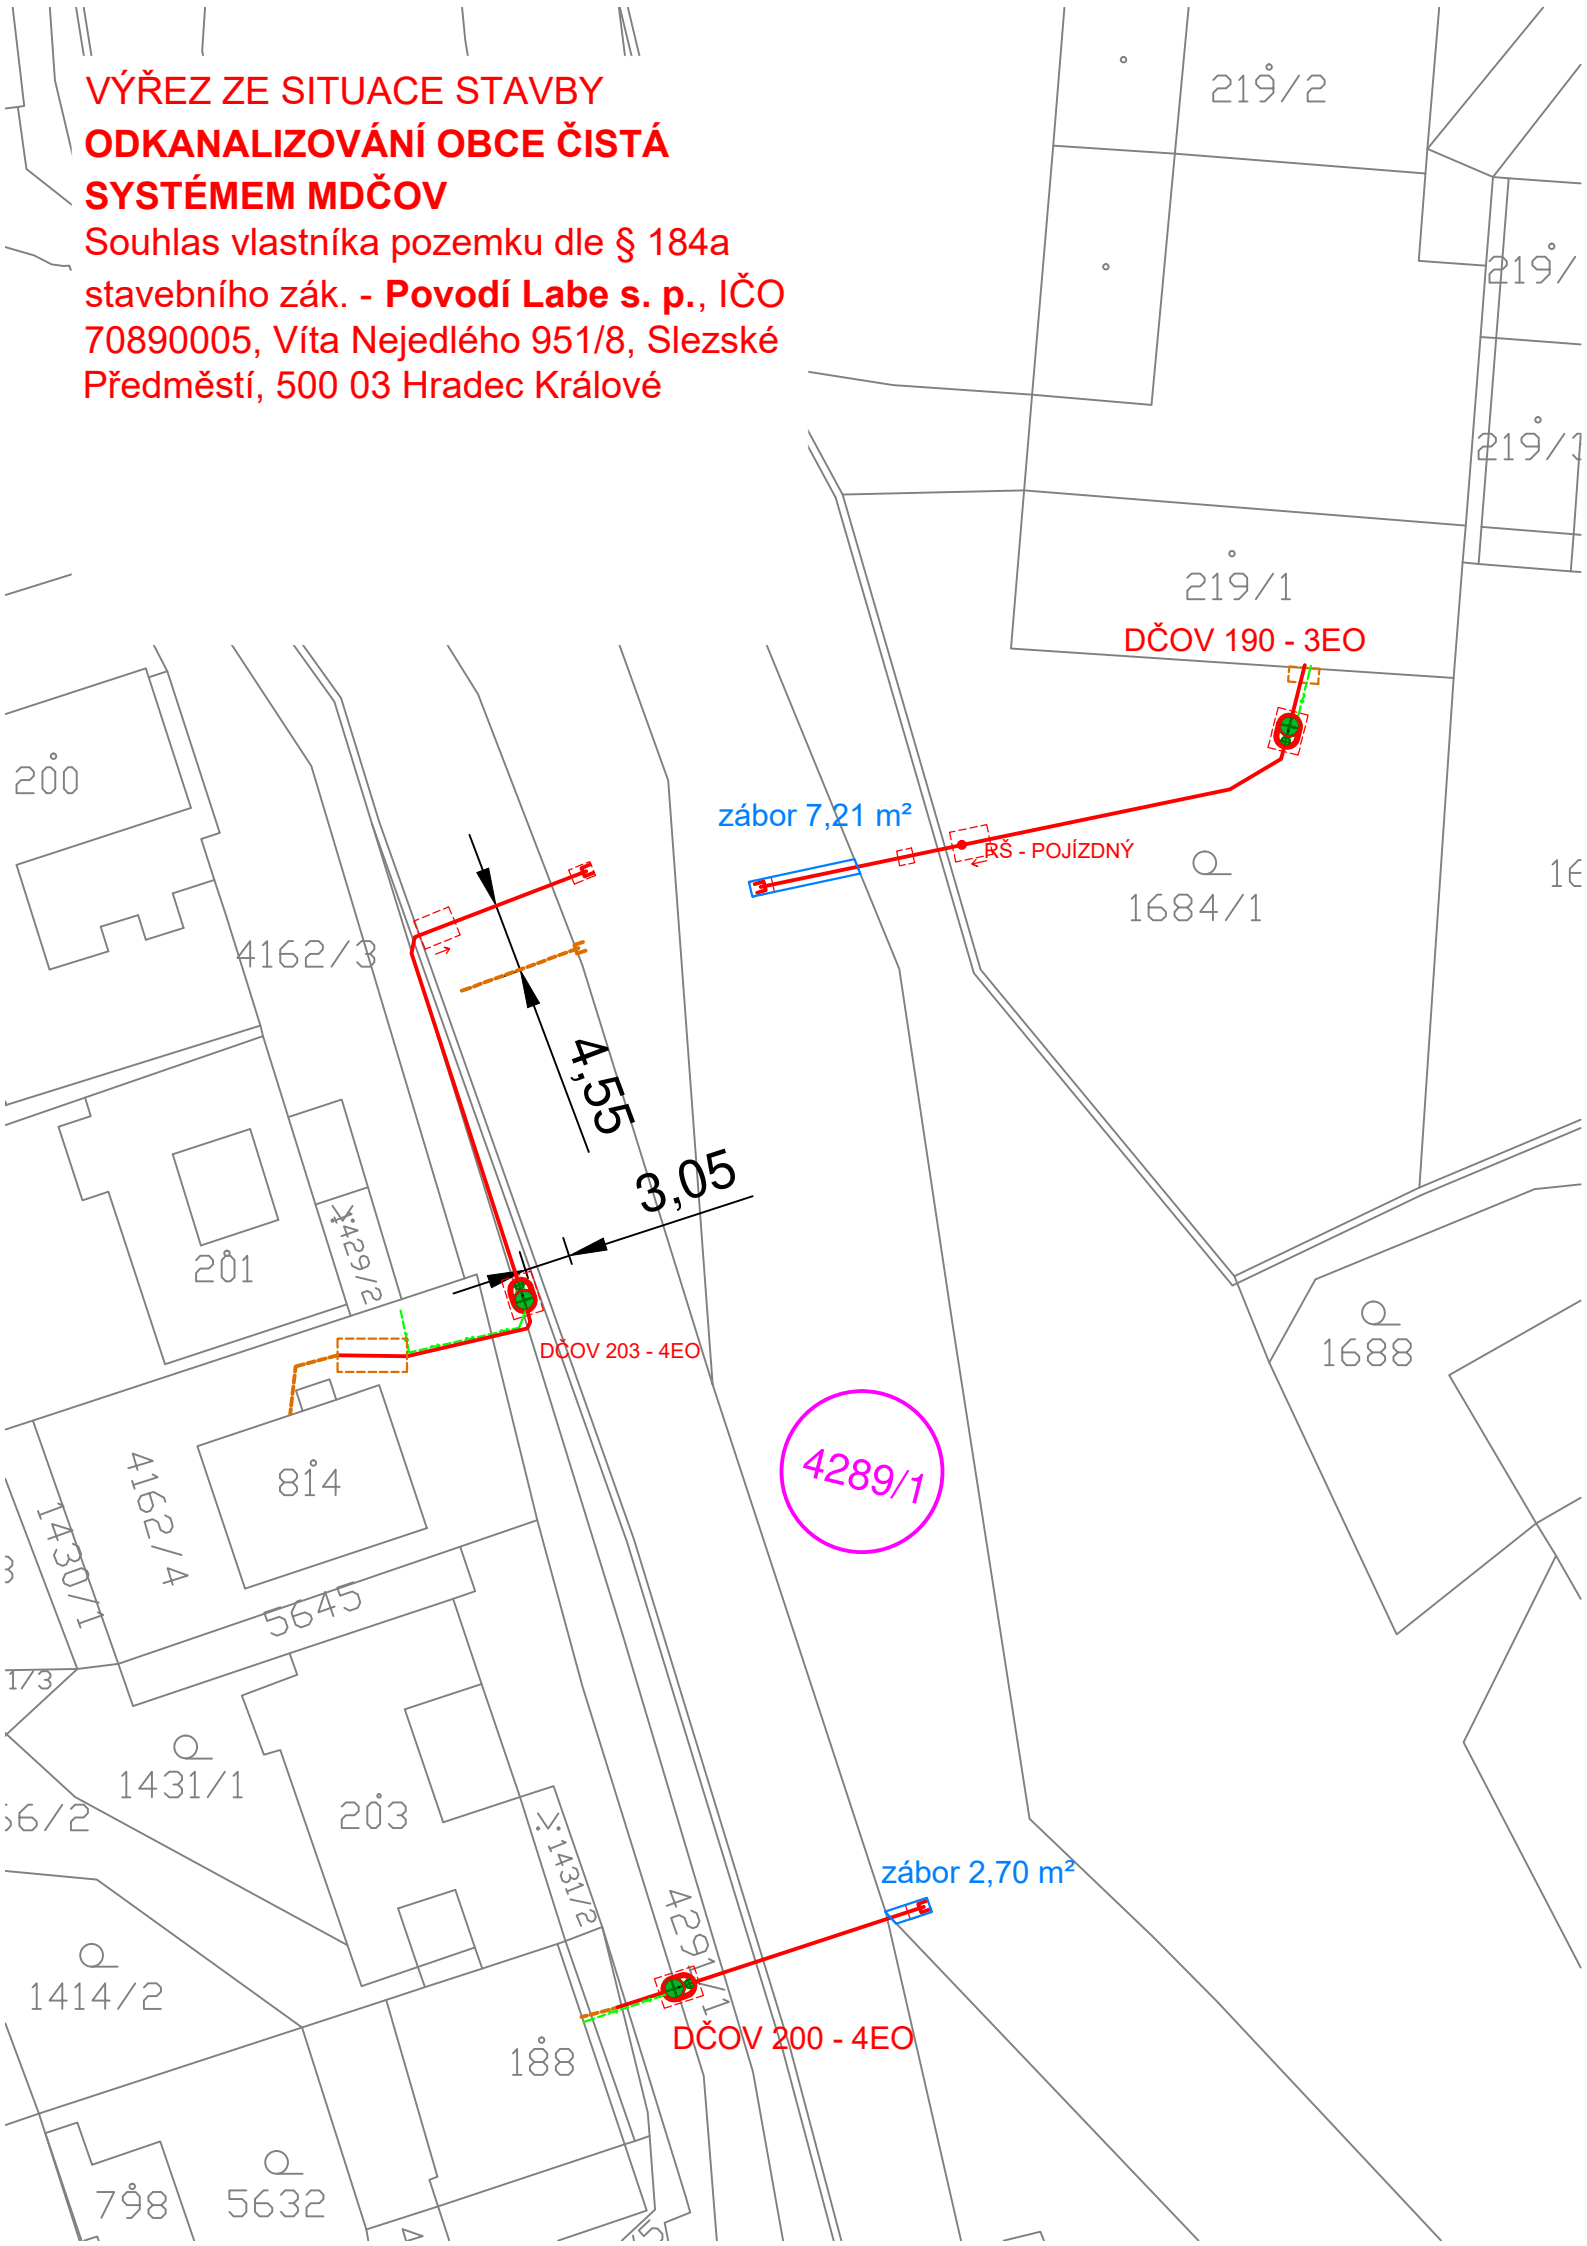 VÝŘEZ ZE SITUACE STAVBY
ODKANALIZOVÁNÍ OBCE ČISTÁ
SYSTÉMEM MDČOV
Souhlas vlastníka pozemku dle § 184a
stavebního zák. - Povodí Labe s. p., IČO
70890005, Víta Nejedlého 951/8, Slezské
Předměstí, 500 03 Hradec Králové
219/2
219/
219/1
DČOV 190 - 3EO
200
zábor 7,21 m²
RŠ - POJÍZDNÝ
1684/1
4162/3
4,55
3,05
201
1429/2
DČOV 203 - 4EO
1688
4289/1
814
4162/4
1430/1
5645
1/3
1431/1
203
66/2
1431/2
zábor 2,70 m²
4291/1
1414/2
DČOV 200 - 4EO
188
798
5632